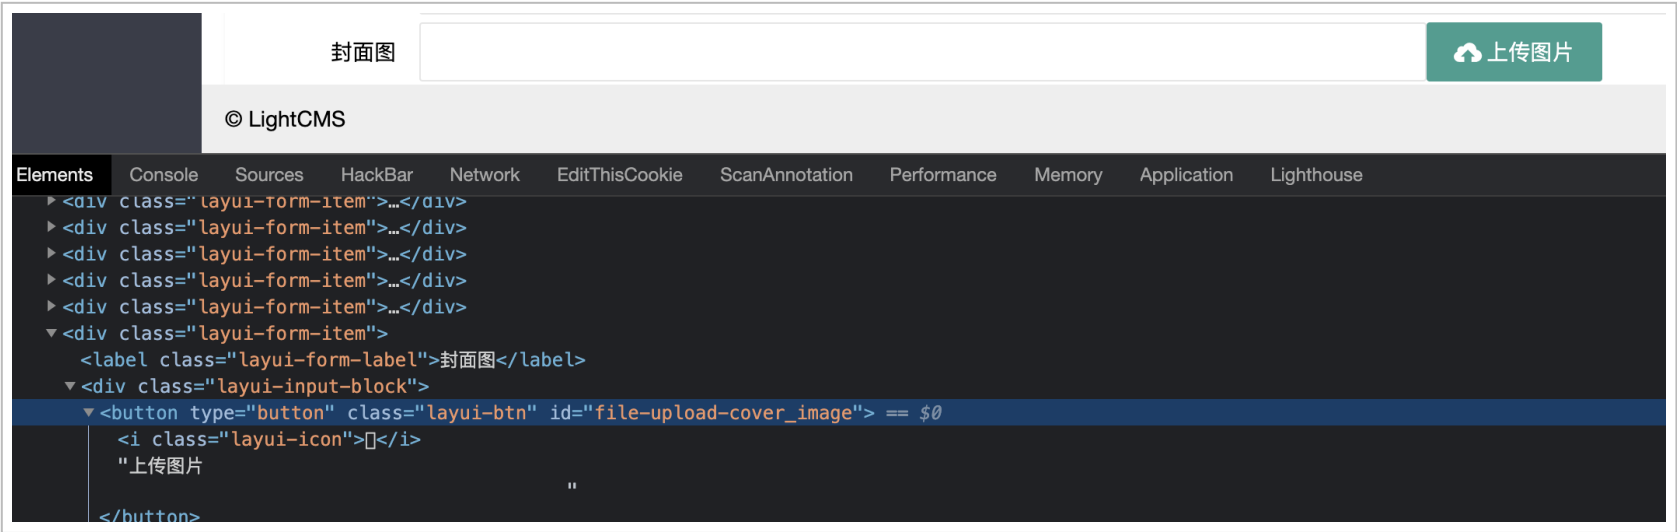 封面图
上传图片
© LightCMS
Elements Console Sources HackBar Network EditThisCookie ScanAnnotation Performance Memory Application Lighthouse
<div class="layui-form-item">…</div>
<div class="layui-form-item">…</div>
<div class="layui-form-item">…</div>
<div class="layui-form-item">…</div>
<div class="layui-form-item">…</div>
<div class="layui-form-item">
<label class="layui-form-label">封面图</label>
<div class="layui-input-block">
<button type="button" class="layui-btn" id="file-upload-cover_image"> == $0
<i class="layui-icon">▯</i>
"上传图片
"
</button>